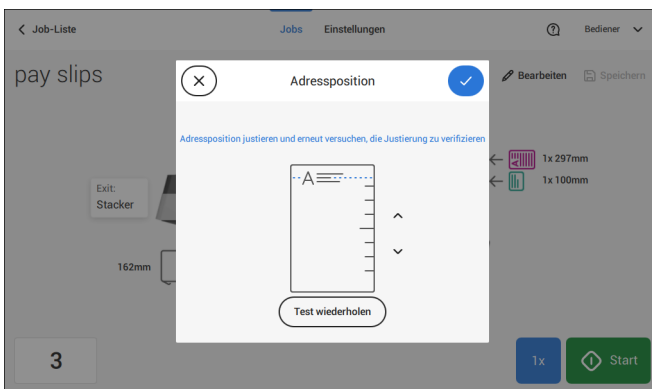 Job-Liste
Jobs
Einstellungen
Bediener
pay slips
Adressposition
Bearbeiten
Speichern
Adressposition justieren und erneut versuchen, die Justierung zu verifizieren
A
1x 297mm
1x 100mm
Exit:
Stacker
162mm
Test wiederholen
3
1x
Start